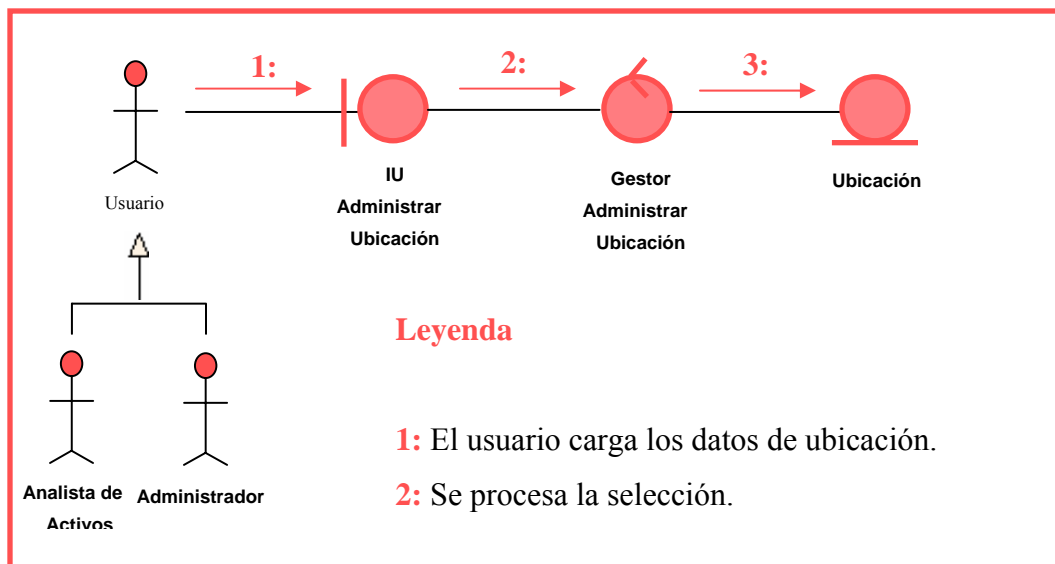 1:
2:
3:
Usuario
IU
Administrar
Ubicación
Gestor
Administrar
Ubicación
Ubicación
Analista de
Activos
Administrador
Leyenda
1: El usuario carga los datos de ubicación.
2: Se procesa la selección.